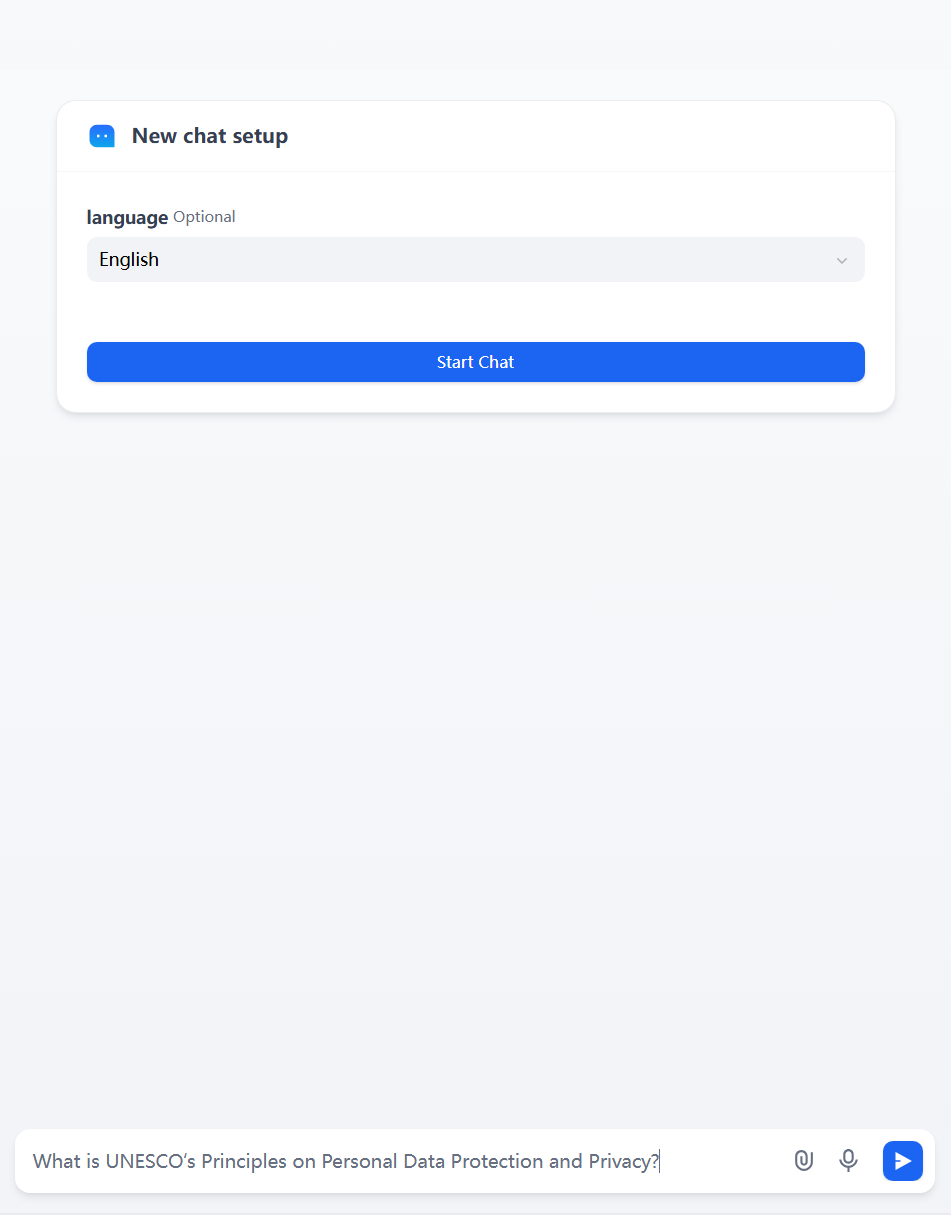 New chat setup
language Optional
English
Start Chat
What is UNESCO’s Principles on Personal Data Protection and Privacy?